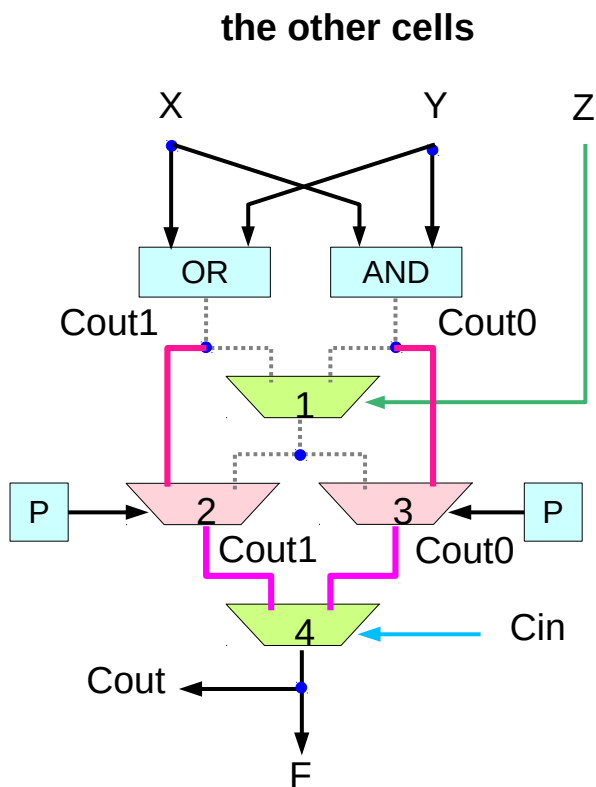 the other cells
X Y Z
OR AND
Cout1 Cout0
1
P 2 3 P
Cout1 Cout0
4 Cin
Cout
F